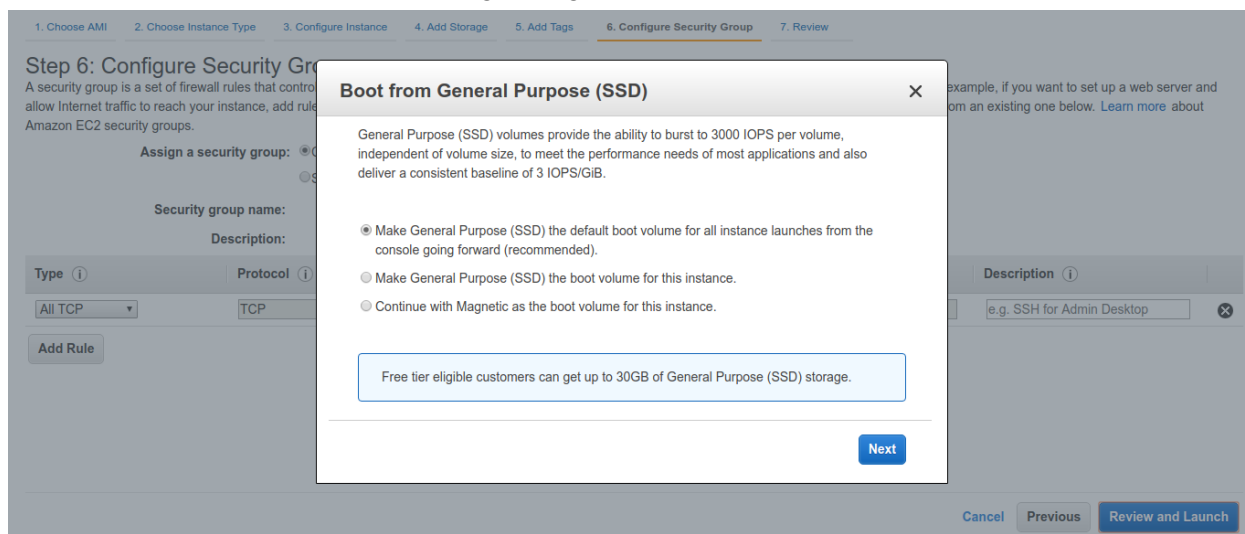 1. Choose AMI 2. Choose Instance Type 3. Configure Instance 4. Add Storage 5. Add Tags 6. Configure Security Group 7. Review
Step 6: Configure Security
A security group is a set of firewall rules that example, if you want to set up a web server and
allow Internet traffic to reach your instance, add an existing one below. Learn more about
Amazon EC2 security groups.
Assign a security group:
Security group name:
Description:
Type Protocol Description
All TCP TCP e.g. SSH for Admin Desktop
Add Rule
Boot from General Purpose (SSD)
General Purpose (SSD) volumes provide the ability to burst to 3000 IOPS per volume,
independent of volume size, to meet the performance needs of most applications and also
deliver a consistent baseline of 3 IOPS/GiB.
Make General Purpose (SSD) the default boot volume for all instance launches from the
console going forward (recommended).
Make General Purpose (SSD) the boot volume for this instance.
Continue with Magnetic as the boot volume for this instance.
Free tier eligible customers can get up to 30GB of General Purpose (SSD) storage.
Next
Cancel Previous Review and Launch